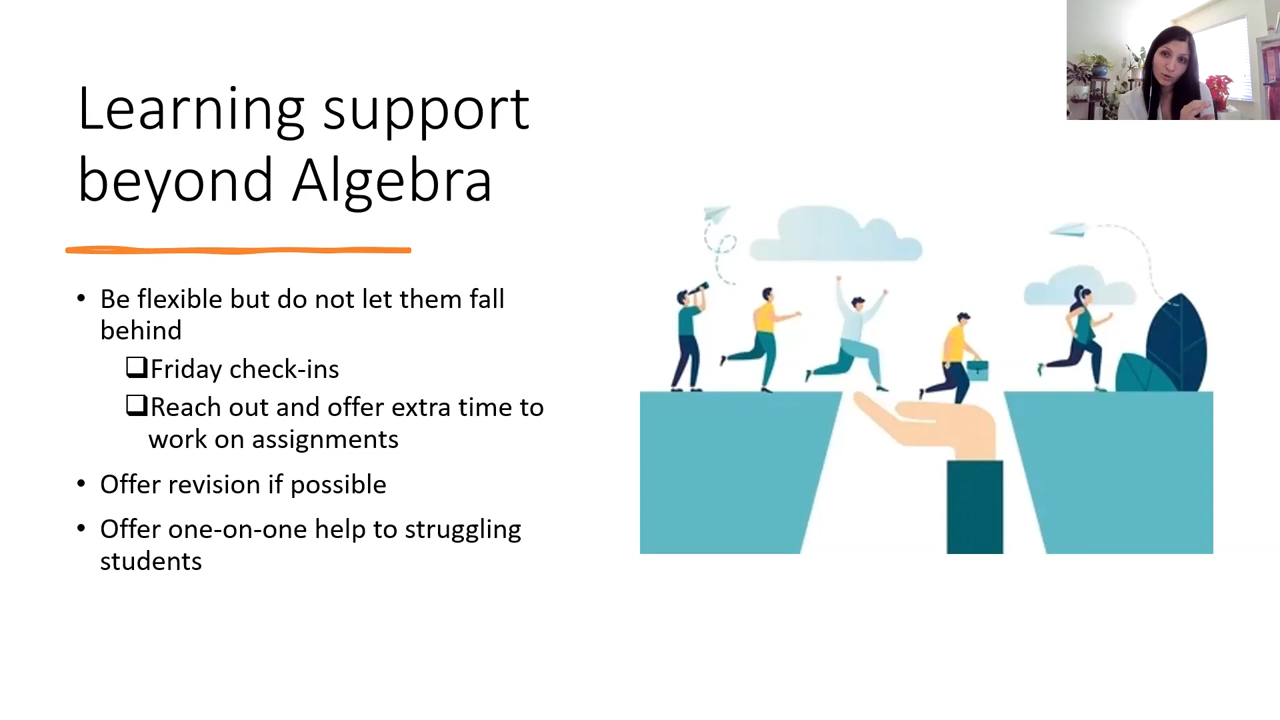 Learning support
beyond Algebra
• Be flexible but do not let them fall
behind
❑Friday check-ins
❑Reach out and offer extra time to
work on assignments
• Offer revision if possible
• Offer one-on-one help to struggling
students